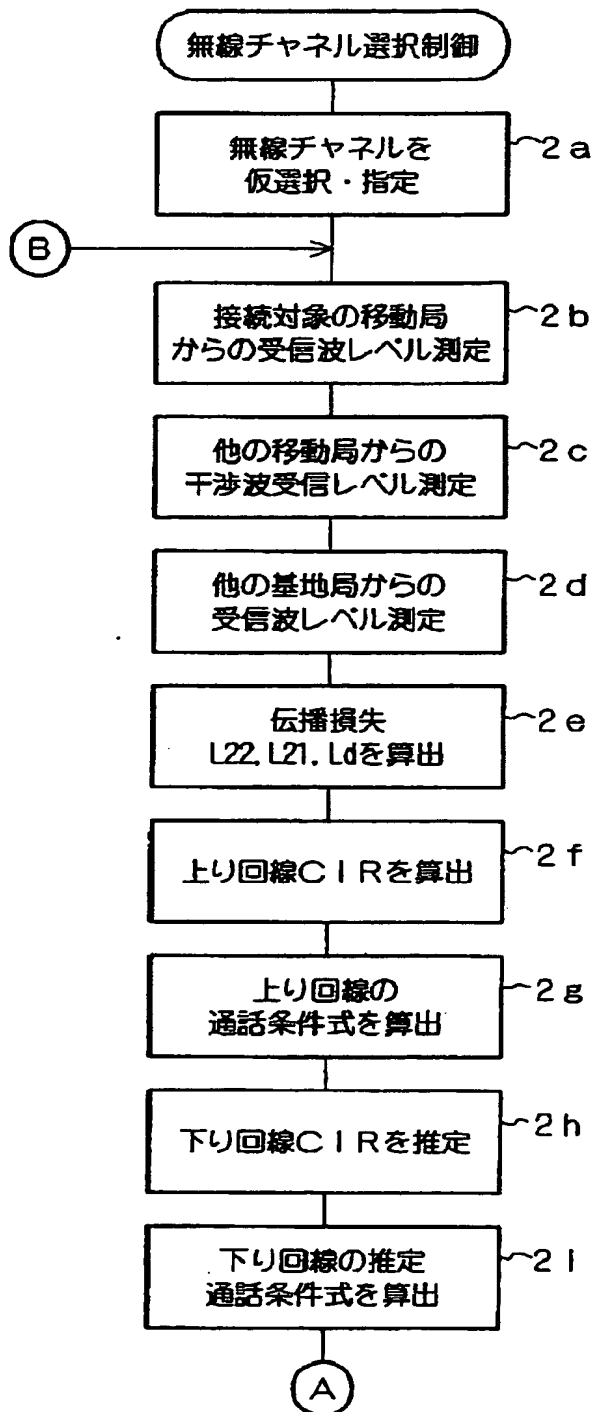 無線チャネル選択制御
無線チャネルを
仮選択・指定
2a
B
接続対象の移動局
からの受信波レベル測定
2b
他の移動局からの
干渉波受信レベル測定
2c
他の基地局からの
受信波レベル測定
2d
伝播損失
L22, L21, Ldを算出
2e
上り回線CIRを算出
2f
上り回線の
通話条件式を算出
2g
下り回線CIRを推定
2h
下り回線の推定
通話条件式を算出
2i
A